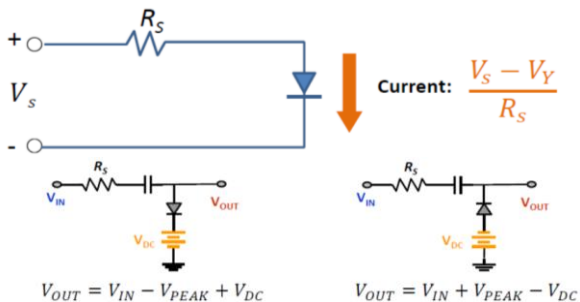 R_S
+
V_s
-
Current: (V_s − V_Y) / R_S
R_S R_S
V_IN V_OUT V_IN V_OUT
V_DC V_DC
V_OUT = V_IN − V_PEAK + V_DC V_OUT = V_IN + V_PEAK − V_DC